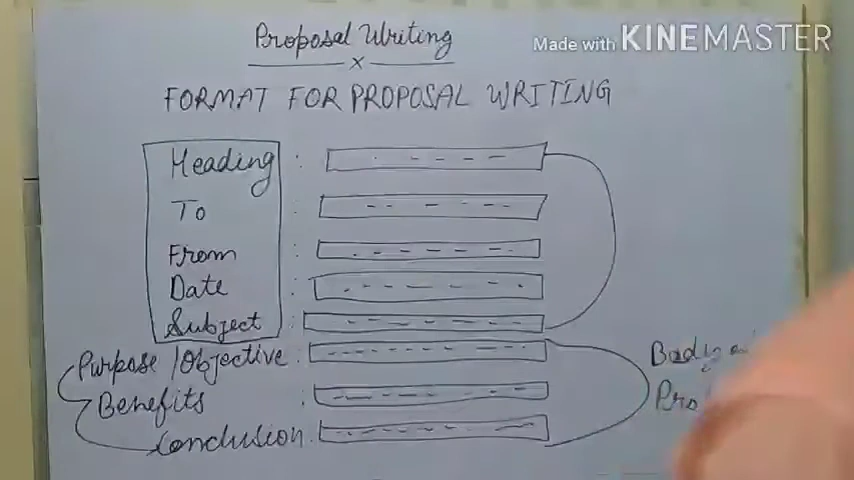 Proposal Writing
Made with KINEMASTER
x
FORMAT FOR PROPOSAL WRITING
Heading :
To :
From :
Date :
Subject :
Purpose / Objective :
Benefits :
Conclusion :